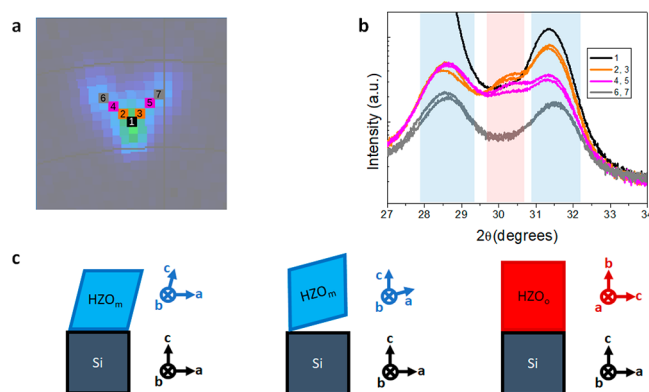 a
6
7
4
5
2
3
1
b
Intensity (a.u.)
1
2, 3
4, 5
6, 7
27 28 29 30 31 32 33 34
2θ(degrees)
c
HZOm
c
b
a
Si
c
b
a
HZOm
c
b
a
Si
c
b
a
HZOo
b
a
c
Si
c
b
a